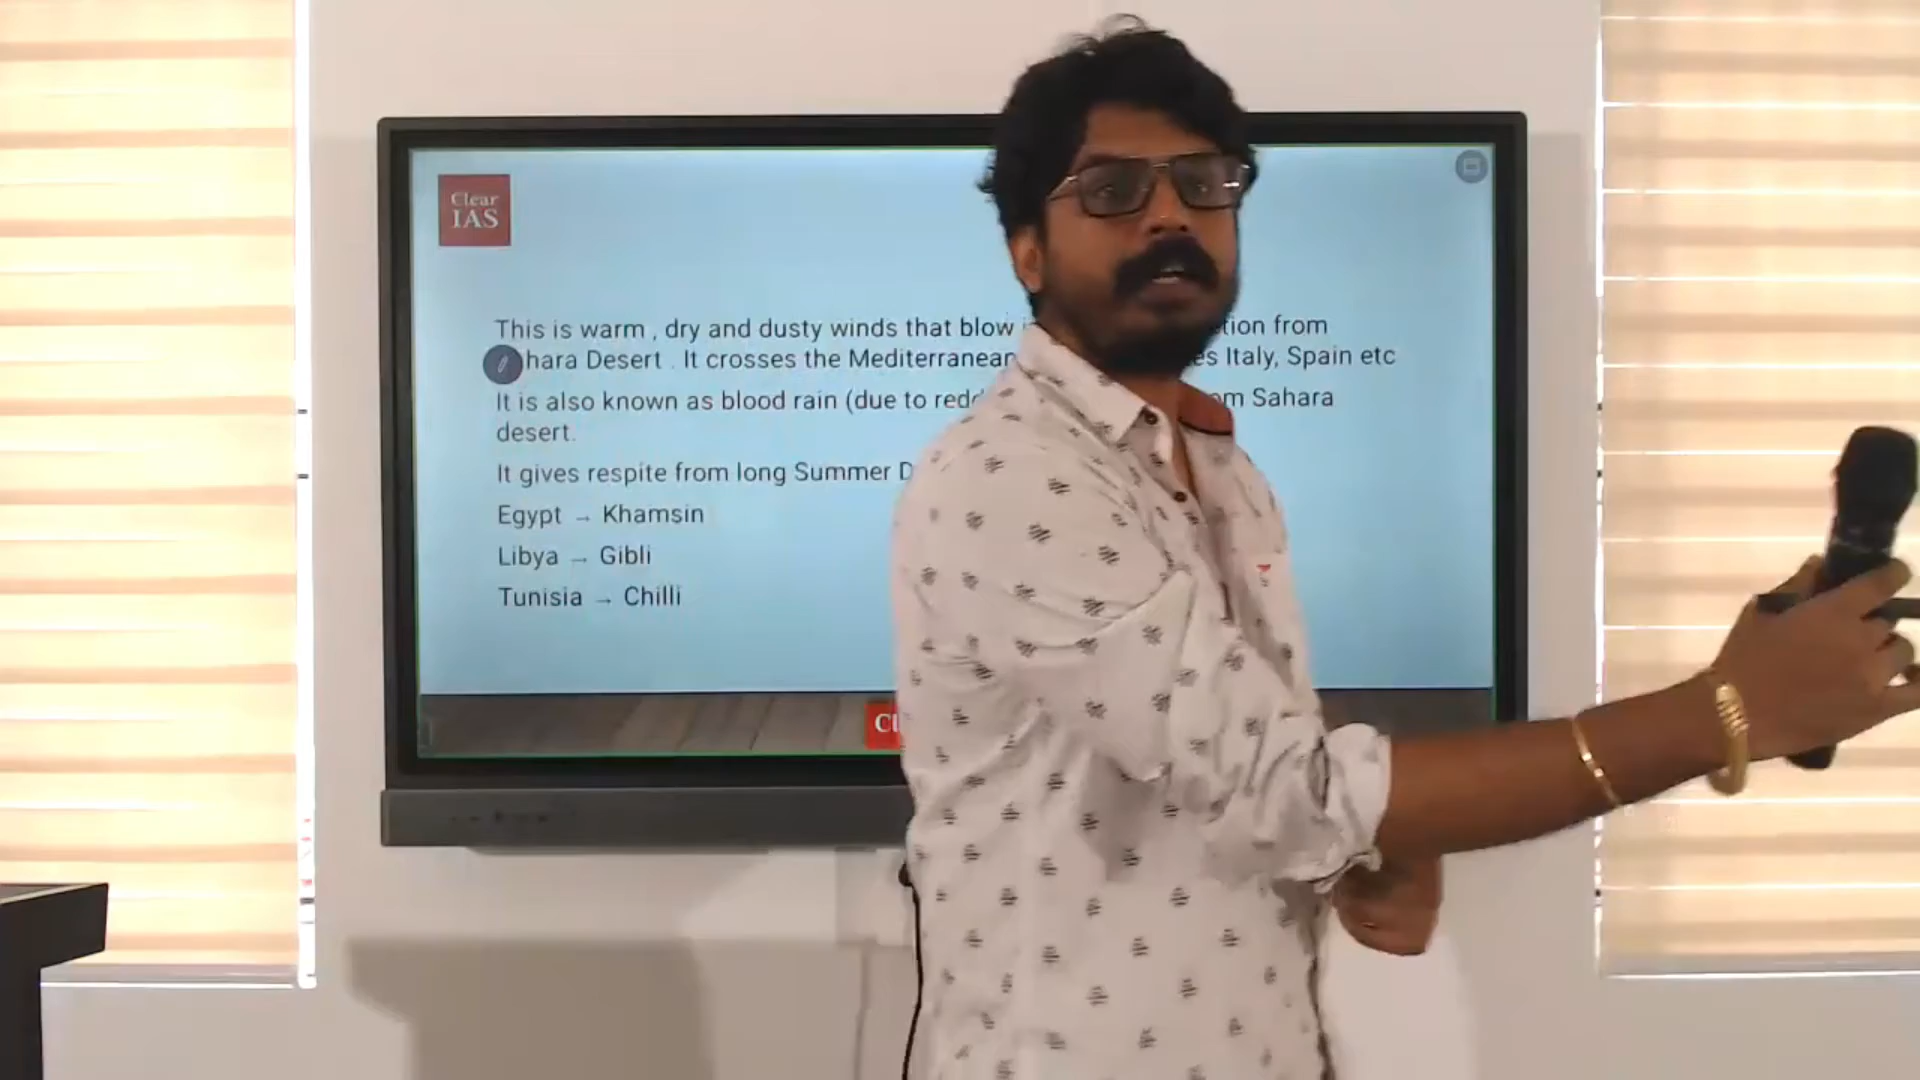 Clear
IAS
This is warm , dry and dusty winds that blow tion from
hara Desert . It crosses the Mediterranean es Italy, Spain etc
It is also known as blood rain (due to redd om Sahara
desert.
It gives respite from long Summer D
Egypt → Khamsin
Libya → Gibli
Tunisia → Chilli
Cl